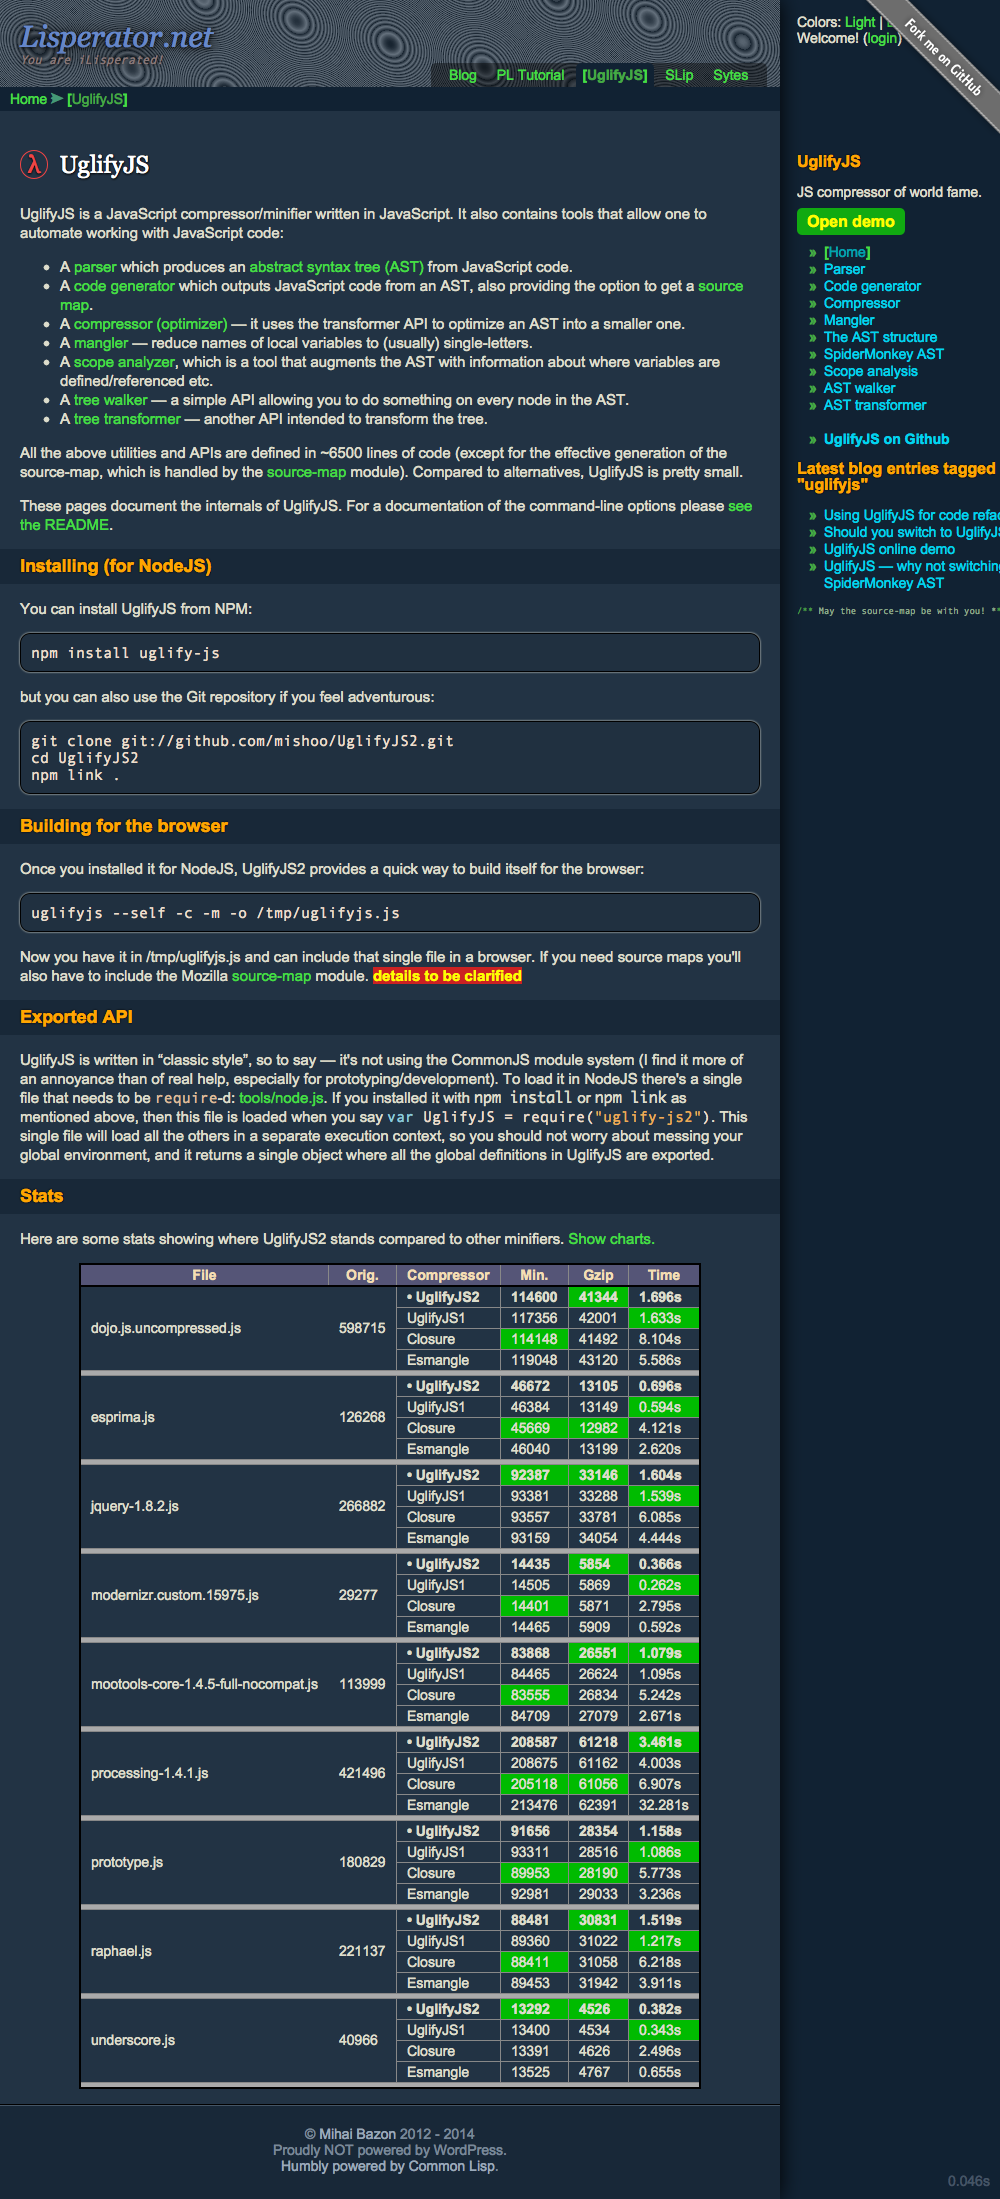 Lisperator.net
You are iLisperated!
Blog PL Tutorial [UglifyJS] SLip Sytes
Colors: Light |
Welcome! (login)
Fork me on GitHub
Home [UglifyJS]
λ UglifyJS
UglifyJS is a JavaScript compressor/minifier written in JavaScript. It also contains tools that allow one to
automate working with JavaScript code:
• A parser which produces an abstract syntax tree (AST) from JavaScript code.
• A code generator which outputs JavaScript code from an AST, also providing the option to get a source
map.
• A compressor (optimizer) — it uses the transformer API to optimize an AST into a smaller one.
• A mangler — reduce names of local variables to (usually) single-letters.
• A scope analyzer, which is a tool that augments the AST with information about where variables are
defined/referenced etc.
• A tree walker — a simple API allowing you to do something on every node in the AST.
• A tree transformer — another API intended to transform the tree.
All the above utilities and APIs are defined in ~6500 lines of code (except for the effective generation of the
source-map, which is handled by the source-map module). Compared to alternatives, UglifyJS is pretty small.
These pages document the internals of UglifyJS. For a documentation of the command-line options please see
the README.
Installing (for NodeJS)
You can install UglifyJS from NPM:
npm install uglify-js
but you can also use the Git repository if you feel adventurous:
git clone git://github.com/mishoo/UglifyJS2.git
cd UglifyJS2
npm link .
Building for the browser
Once you installed it for NodeJS, UglifyJS2 provides a quick way to build itself for the browser:
uglifyjs --self -c -m -o /tmp/uglifyjs.js
Now you have it in /tmp/uglifyjs.js and can include that single file in a browser. If you need source maps you'll
also have to include the Mozilla source-map module. details to be clarified
Exported API
UglifyJS is written in “classic style”, so to say — it's not using the CommonJS module system (I find it more of
an annoyance than of real help, especially for prototyping/development). To load it in NodeJS there's a single
file that needs to be require-d: tools/node.js. If you installed it with npm install or npm link as
mentioned above, then this file is loaded when you say var UglifyJS = require("uglify-js2"). This
single file will load all the others in a separate execution context, so you should not worry about messing your
global environment, and it returns a single object where all the global definitions in UglifyJS are exported.
Stats
Here are some stats showing where UglifyJS2 stands compared to other minifiers. Show charts.
File Orig. Compressor Min. Gzip Time
dojo.js.uncompressed.js 598715
• UglifyJS2 114600 41344 1.696s
UglifyJS1 117356 42001 1.633s
Closure 114148 41492 8.104s
Esmangle 119048 43120 5.586s
esprima.js 126268
• UglifyJS2 46672 13105 0.696s
UglifyJS1 46384 13149 0.594s
Closure 45669 12982 4.121s
Esmangle 46040 13199 2.620s
jquery-1.8.2.js 266882
• UglifyJS2 92387 33146 1.604s
UglifyJS1 93381 33288 1.539s
Closure 93557 33781 6.085s
Esmangle 93159 34054 4.444s
modernizr.custom.15975.js 29277
• UglifyJS2 14435 5854 0.366s
UglifyJS1 14505 5869 0.262s
Closure 14401 5871 2.795s
Esmangle 14465 5909 0.592s
mootools-core-1.4.5-full-nocompat.js 113999
• UglifyJS2 83868 26551 1.079s
UglifyJS1 84465 26624 1.095s
Closure 83555 26834 5.242s
Esmangle 84709 27079 2.671s
processing-1.4.1.js 421496
• UglifyJS2 208587 61218 3.461s
UglifyJS1 208675 61162 4.003s
Closure 205118 61056 6.907s
Esmangle 213476 62391 32.281s
prototype.js 180829
• UglifyJS2 91656 28354 1.158s
UglifyJS1 93311 28516 1.086s
Closure 89953 28190 5.773s
Esmangle 92981 29033 3.236s
raphael.js 221137
• UglifyJS2 88481 30831 1.519s
UglifyJS1 89360 31022 1.217s
Closure 88411 31058 6.218s
Esmangle 89453 31942 3.911s
underscore.js 40966
• UglifyJS2 13292 4526 0.382s
UglifyJS1 13400 4534 0.343s
Closure 13391 4626 2.496s
Esmangle 13525 4767 0.655s
© Mihai Bazon 2012 - 2014
Proudly NOT powered by WordPress.
Humbly powered by Common Lisp.
UglifyJS
JS compressor of world fame.
Open demo
» [Home]
» Parser
» Code generator
» Compressor
» Mangler
» The AST structure
» SpiderMonkey AST
» Scope analysis
» AST walker
» AST transformer
» UglifyJS on Github
Latest blog entries tagged
"uglifyjs"
» Using UglifyJS for code refac
» Should you switch to UglifyJS
» UglifyJS online demo
» UglifyJS — why not switching
SpiderMonkey AST
/** May the source-map be with you! **
0.046s